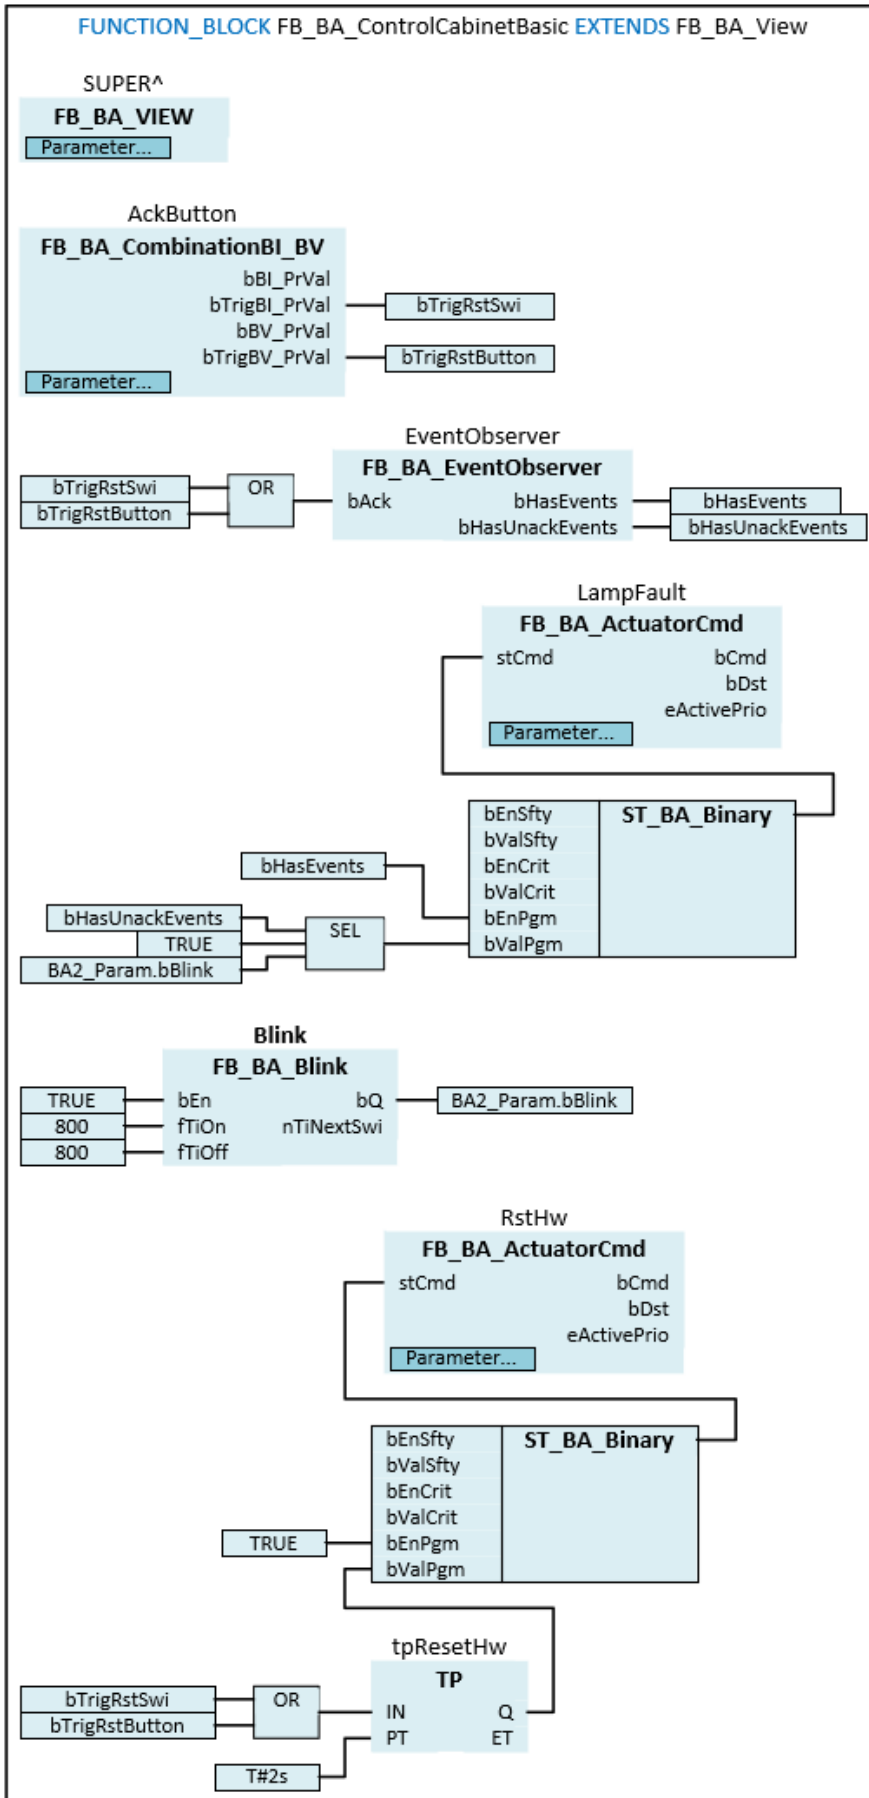 FUNCTION_BLOCK FB_BA_ControlCabinetBasic EXTENDS FB_BA_View
SUPER^
FB_BA_VIEW
Parameter...
AckButton
FB_BA_CombinationBI_BV
bBI_PrVal
bTrigBI_PrVal bTrigRstSwi
bBV_PrVal
bTrigBV_PrVal bTrigRstButton
Parameter...
EventObserver
FB_BA_EventObserver
bTrigRstSwi OR bAck bHasEvents bHasEvents
bTrigRstButton bHasUnackEvents bHasUnackEvents
LampFault
FB_BA_ActuatorCmd
stCmd bCmd
bDst
eActivePrio
Parameter...
bEnSfty ST_BA_Binary
bValSfty
bHasEvents bEnCrit
bValCrit
bHasUnackEvents SEL bEnPgm
TRUE bValPgm
BA2_Param.bBlink
Blink
FB_BA_Blink
TRUE bEn bQ BA2_Param.bBlink
800 fTiOn nTiNextSwi
800 fTiOff
RstHw
FB_BA_ActuatorCmd
stCmd bCmd
bDst
eActivePrio
Parameter...
bEnSfty ST_BA_Binary
bValSfty
bEnCrit
bValCrit
TRUE bEnPgm
bValPgm
tpResetHw
TP
bTrigRstSwi OR IN Q
bTrigRstButton PT ET
T#2s